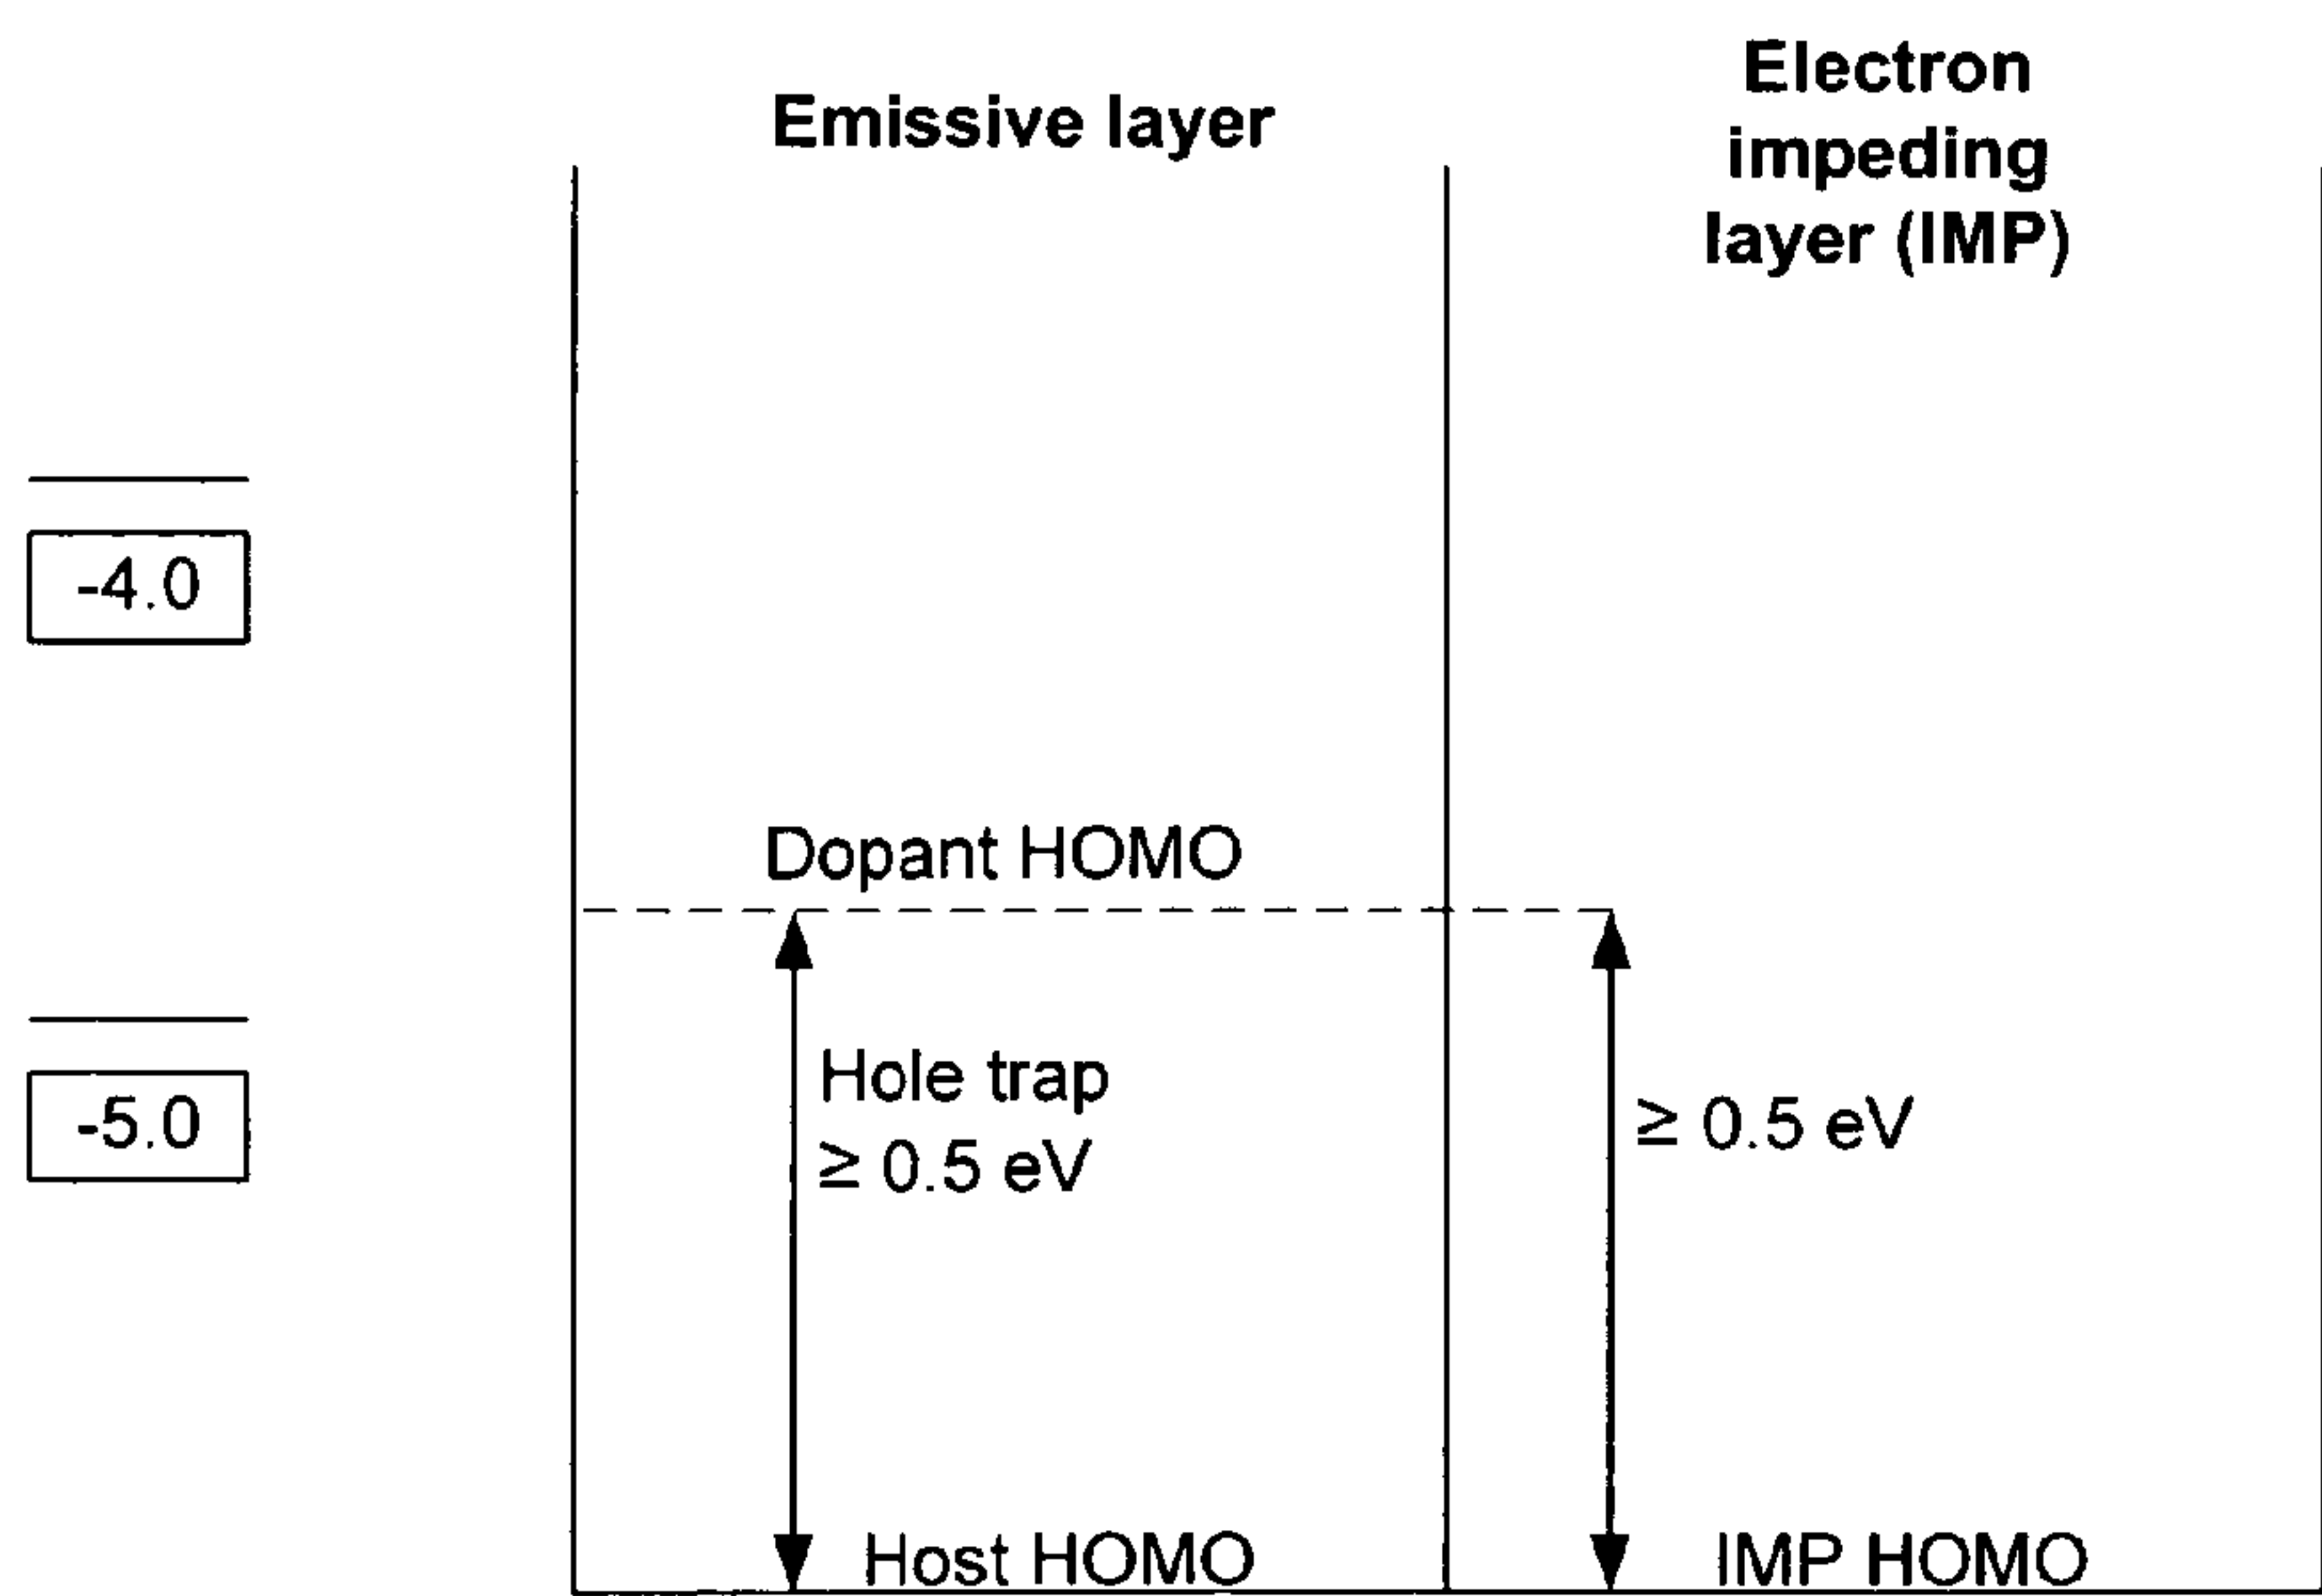 Emissive layer
Electron
impeding
layer (IMP)
-4.0
Dopant HOMO
-5.0
Hole trap
≥ 0.5 eV
≥ 0.5 eV
Host HOMO
IMP HOMO